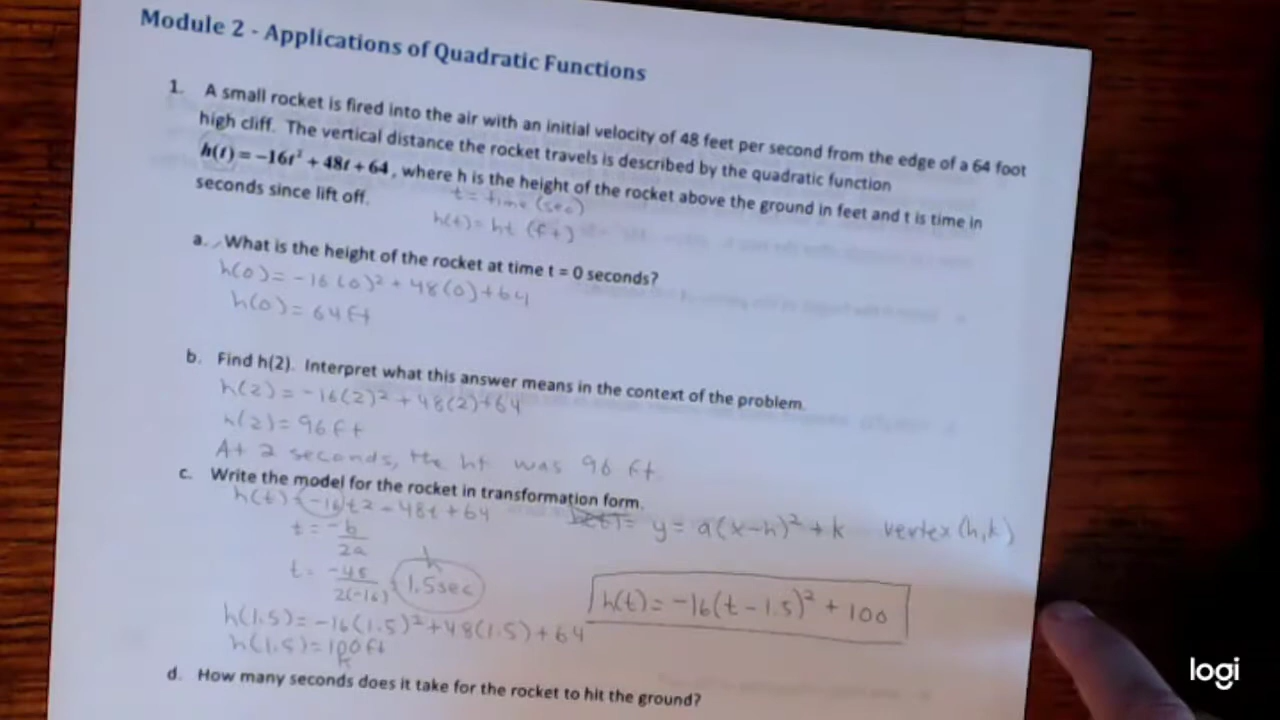 Module 2 - Applications of Quadratic Functions
1. A small rocket is fired into the air with an initial velocity of 48 feet per second from the edge of a 64 foot
high cliff. The vertical distance the rocket travels is described by the quadratic function
h(t) = −16t² + 48t + 64, where h is the height of the rocket above the ground in feet and t is time in
seconds since lift off.
t = time (sec)
h(t) = ht (ft)
a. What is the height of the rocket at time t = 0 seconds?
h(0) = -16(0)² + 48(0) + 64
h(0) = 64 ft
b. Find h(2). Interpret what this answer means in the context of the problem.
h(2) = -16(2)² + 48(2) + 64
h(2) = 96 ft
At 2 seconds, the ht was 96 ft.
c. Write the model for the rocket in transformation form.
h(t) = -16t² - 48t + 64
y = a(x-h)² + k vertex (h,k)
t = -b/2a
h
t = -48/2(-16) = 1.5 sec
h(t) = -16(t - 1.5)² + 100
h(1.5) = -16(1.5)² + 48(1.5) + 64
h(1.5) = 100 ft
k
d. How many seconds does it take for the rocket to hit the ground?
logi